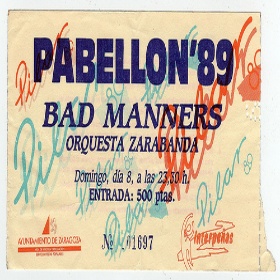 PABELLON'89
BAD MANNERS
ORQUESTA ZARABANDA
Domingo, día 8, a las 23,30 h.
ENTRADA: 500 ptas.
AYUNTAMIENTO DE ZARAGOZA
Nº 01697
Interpeñas
Pilar 89